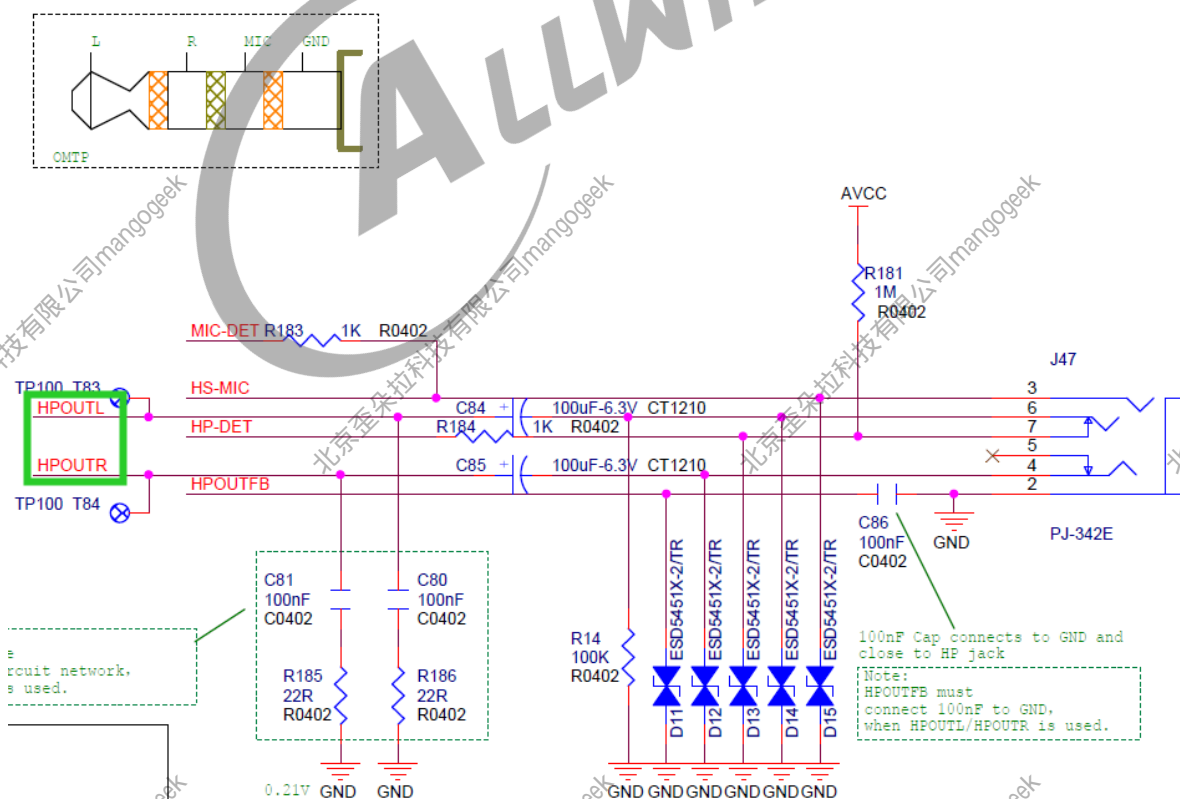 L R MIC GND
OMTP
ALLWI
北京歪朵拉科技有限公司mangogeek
北京歪朵拉科技有限公司mangogeek
科技有限公司mangogeek
AVCC
R181
1M
R0402
MIC-DET R183 1K R0402
J47
TP100 T83
HS-MIC
3
HPOUTL
C84 + 100uF-6.3V CT1210
6
HP-DET
R184 1K R0402
7
5
HPOUTR
C85 + 100uF-6.3V CT1210
4
HPOUTFB
2
TP100 T84
C86
100nF
C0402
GND
PJ-342E
C81
100nF
C0402
C80
100nF
C0402
ESD5451X-2/TR
ESD5451X-2/TR
ESD5451X-2/TR
ESD5451X-2/TR
ESD5451X-2/TR
R14
100K
R0402
100nF Cap connects to GND and
close to HP jack
Note:
HPOUTFB must
connect 100nF to GND,
when HPOUTL/HPOUTR is used.
e
rcuit network,
s used.
R185
22R
R0402
R186
22R
R0402
D11
D12
D13
D14
D15
0.21V GND GND GND GND GND GND GND GND
geek
geek
geek